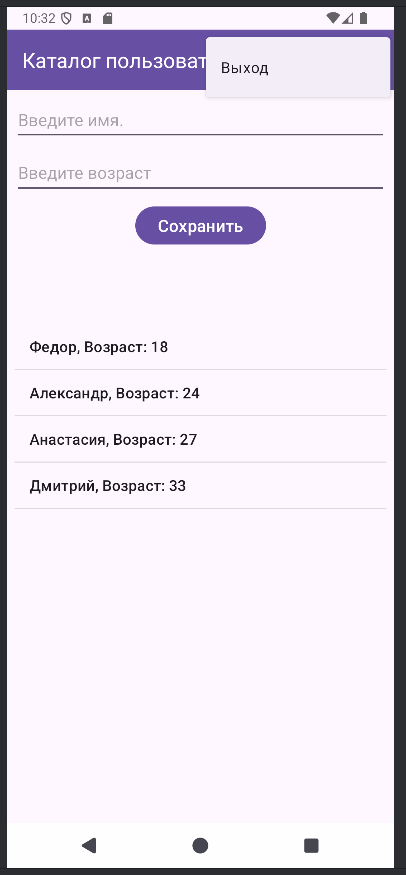 10:32
Каталог пользоват
Выход
Введите имя.
Введите возраст
Сохранить
Федор, Возраст: 18
Александр, Возраст: 24
Анастасия, Возраст: 27
Дмитрий, Возраст: 33